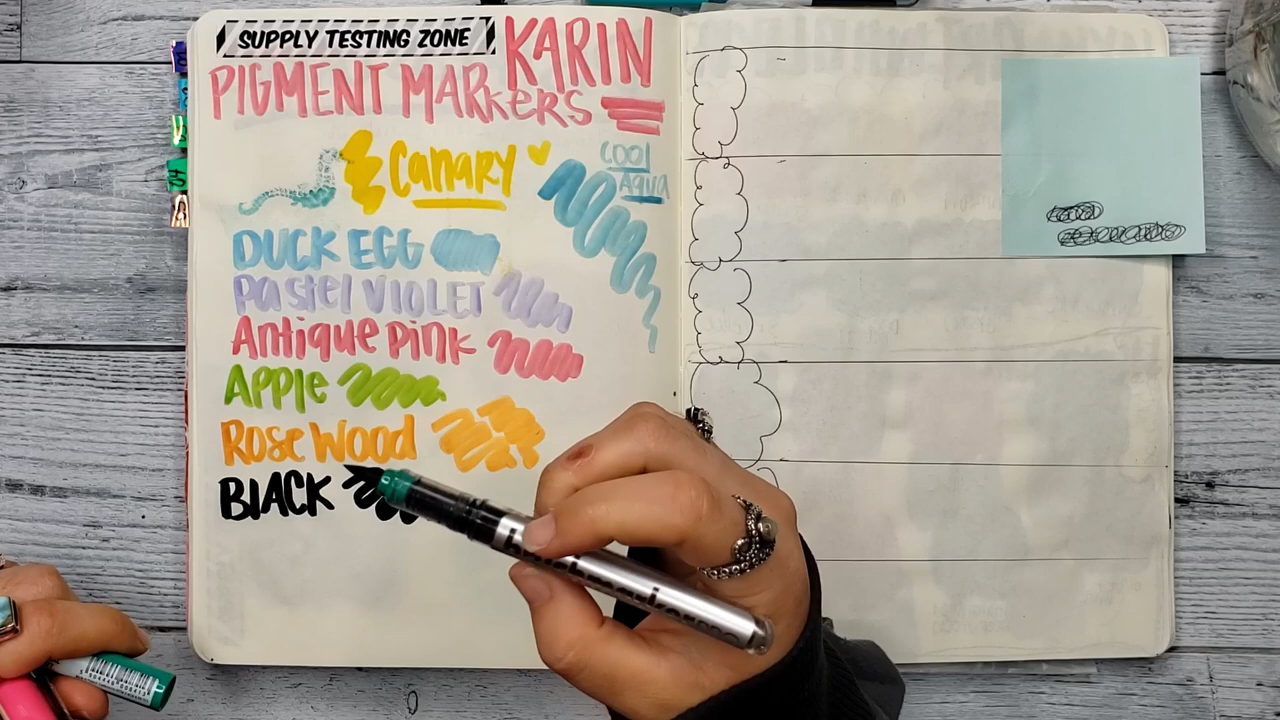 SUPPLY TESTING ZONE
KARIN
PIGMENT MARKERS
CANARY
COOL
AQUA
DUCK EGG
Pastel VIOLET
Antique Pink
APPLE
ROSE WOOD
BLACK